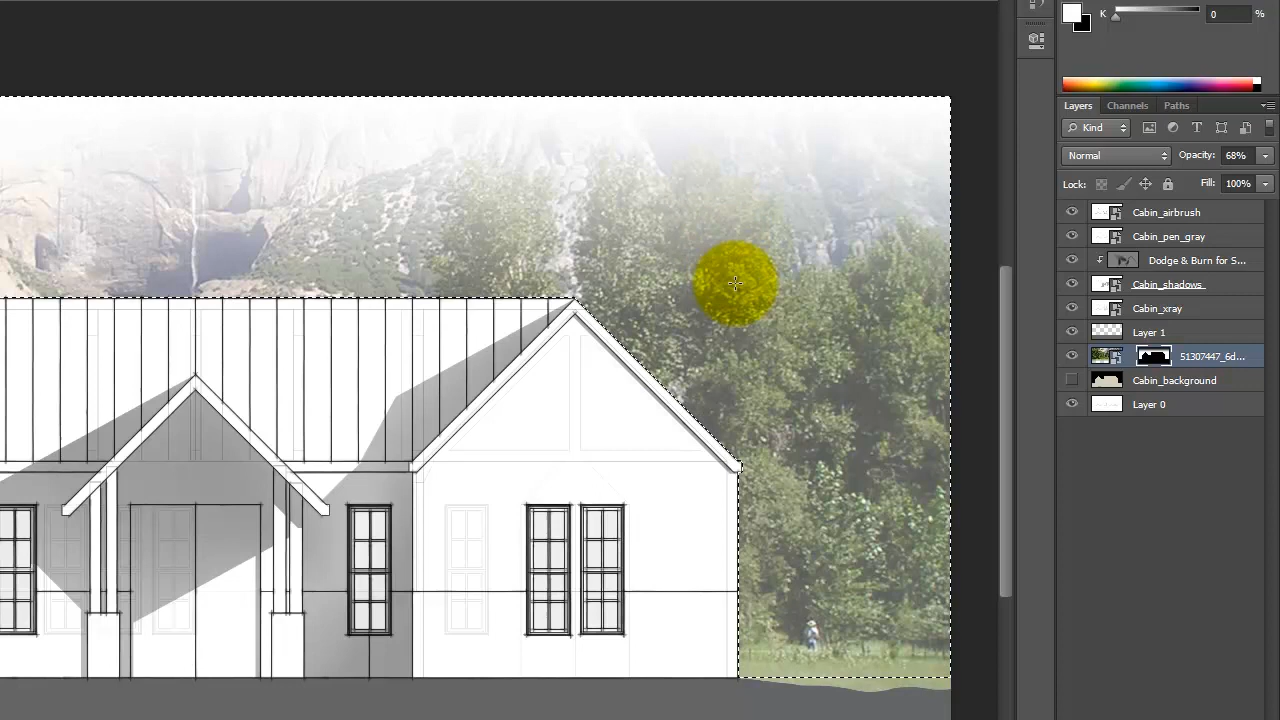 K 0 %
Layers Channels Paths
Kind
Normal Opacity: 68%
Lock: Fill: 100%
Cabin_airbrush
Cabin_pen_gray
Dodge & Burn for S...
Cabin_shadows
Cabin_xray
Layer 1
51307447_6d...
Cabin_background
Layer 0